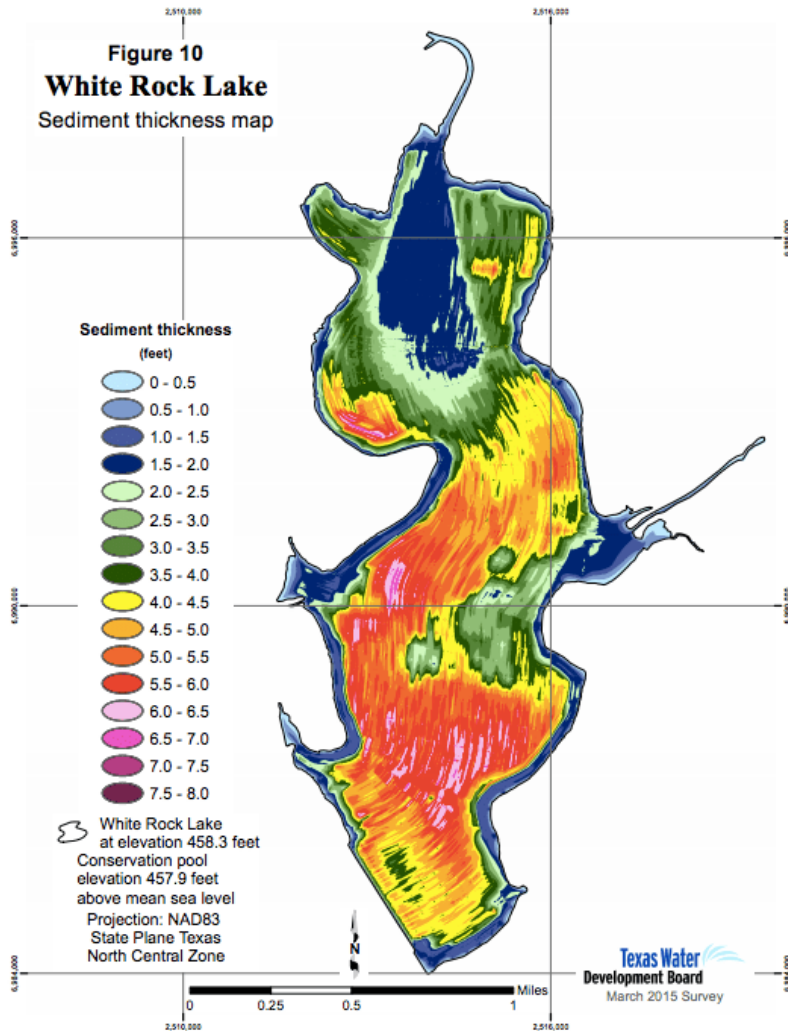 2,510,000
2,516,000
Figure 10
White Rock Lake
Sediment thickness map
6,996,000
6,996,000
Sediment thickness
(feet)
0 - 0.5
0.5 - 1.0
1.0 - 1.5
1.5 - 2.0
2.0 - 2.5
2.5 - 3.0
3.0 - 3.5
3.5 - 4.0
4.0 - 4.5
4.5 - 5.0
5.0 - 5.5
5.5 - 6.0
6.0 - 6.5
6.5 - 7.0
7.0 - 7.5
7.5 - 8.0
6,990,000
6,990,000
White Rock Lake
at elevation 458.3 feet
Conservation pool
elevation 457.9 feet
above mean sea level
Projection: NAD83
State Plane Texas
North Central Zone
N
Texas Water
Development Board
March 2015 Survey
6,984,000
6,984,000
Miles
0 0.25 0.5 1
2,510,000
2,516,000